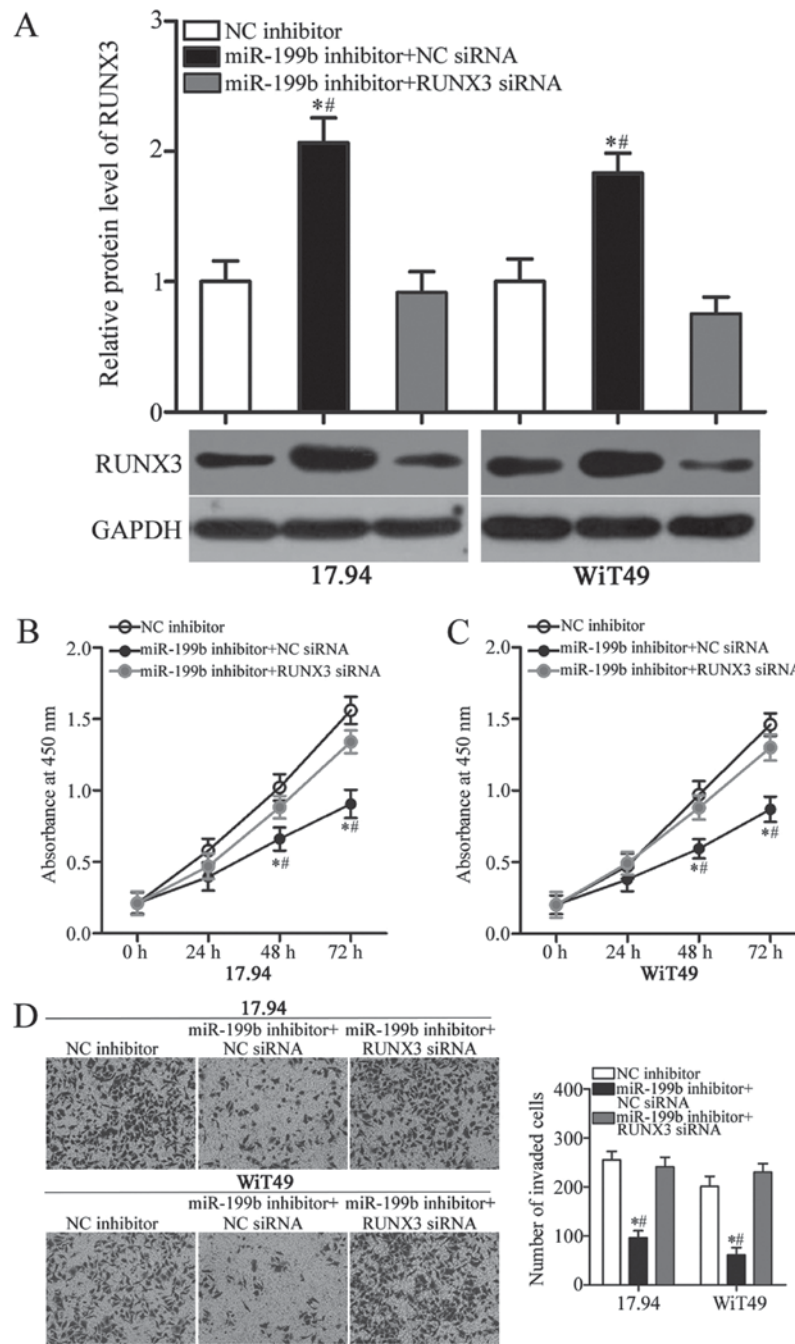 A
NC inhibitor
miR-199b inhibitor+NC siRNA
miR-199b inhibitor+RUNX3 siRNA
Relative protein level of RUNX3
3
2
1
0
*#
*#
RUNX3
GAPDH
17.94
WiT49
B
NC inhibitor
miR-199b inhibitor+NC siRNA
miR-199b inhibitor+RUNX3 siRNA
Absorbance at 450 nm
2.0
1.5
1.0
0.5
0.0
*#
*#
0 h 24 h 48 h 72 h
17.94
C
NC inhibitor
miR-199b inhibitor+NC siRNA
miR-199b inhibitor+RUNX3 siRNA
Absorbance at 450 nm
2.0
1.5
1.0
0.5
0.0
*#
*#
0 h 24 h 48 h 72 h
WiT49
D
17.94
NC inhibitor
miR-199b inhibitor+
NC siRNA
miR-199b inhibitor+
RUNX3 siRNA
WiT49
NC inhibitor
miR-199b inhibitor+
NC siRNA
miR-199b inhibitor+
RUNX3 siRNA
NC inhibitor
miR-199b inhibitor+
NC siRNA
miR-199b inhibitor+
RUNX3 siRNA
Number of invaded cells
400
300
200
100
0
*#
*#
17.94 WiT49